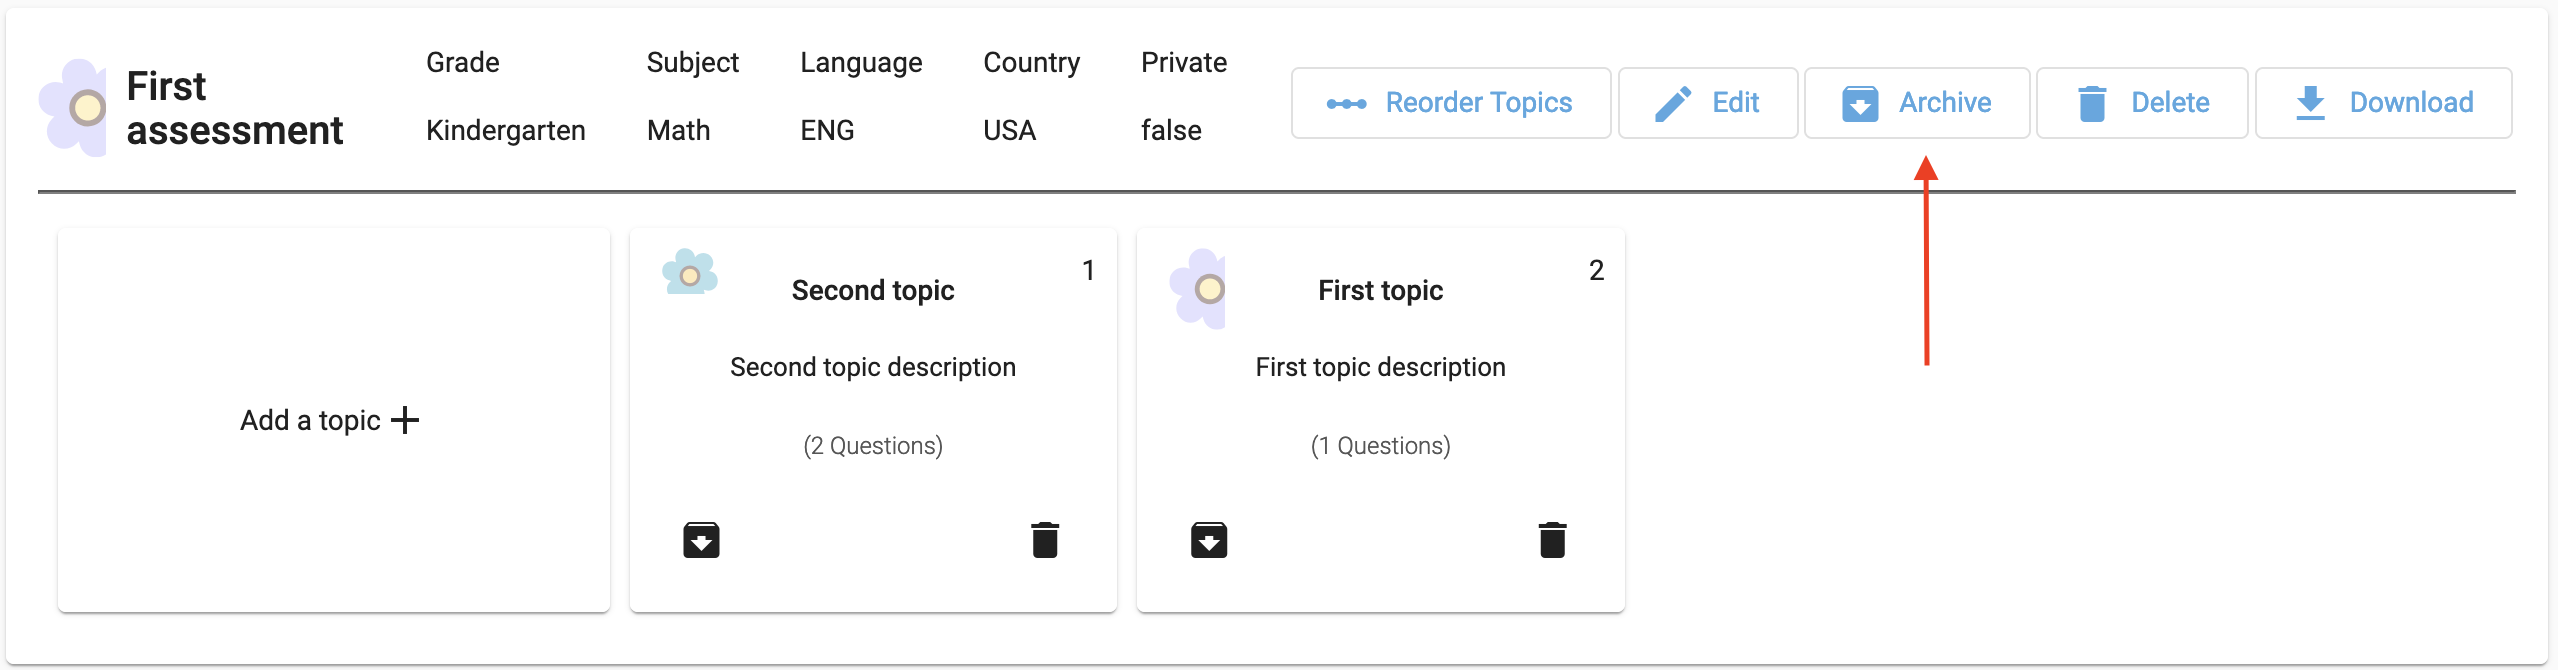 First
assessment
Grade
Kindergarten
Subject
Math
Language
ENG
Country
USA
Private
false
Reorder Topics
Edit
Archive
Delete
Download
Add a topic
1
Second topic
Second topic description
(2 Questions)
2
First topic
First topic description
(1 Questions)